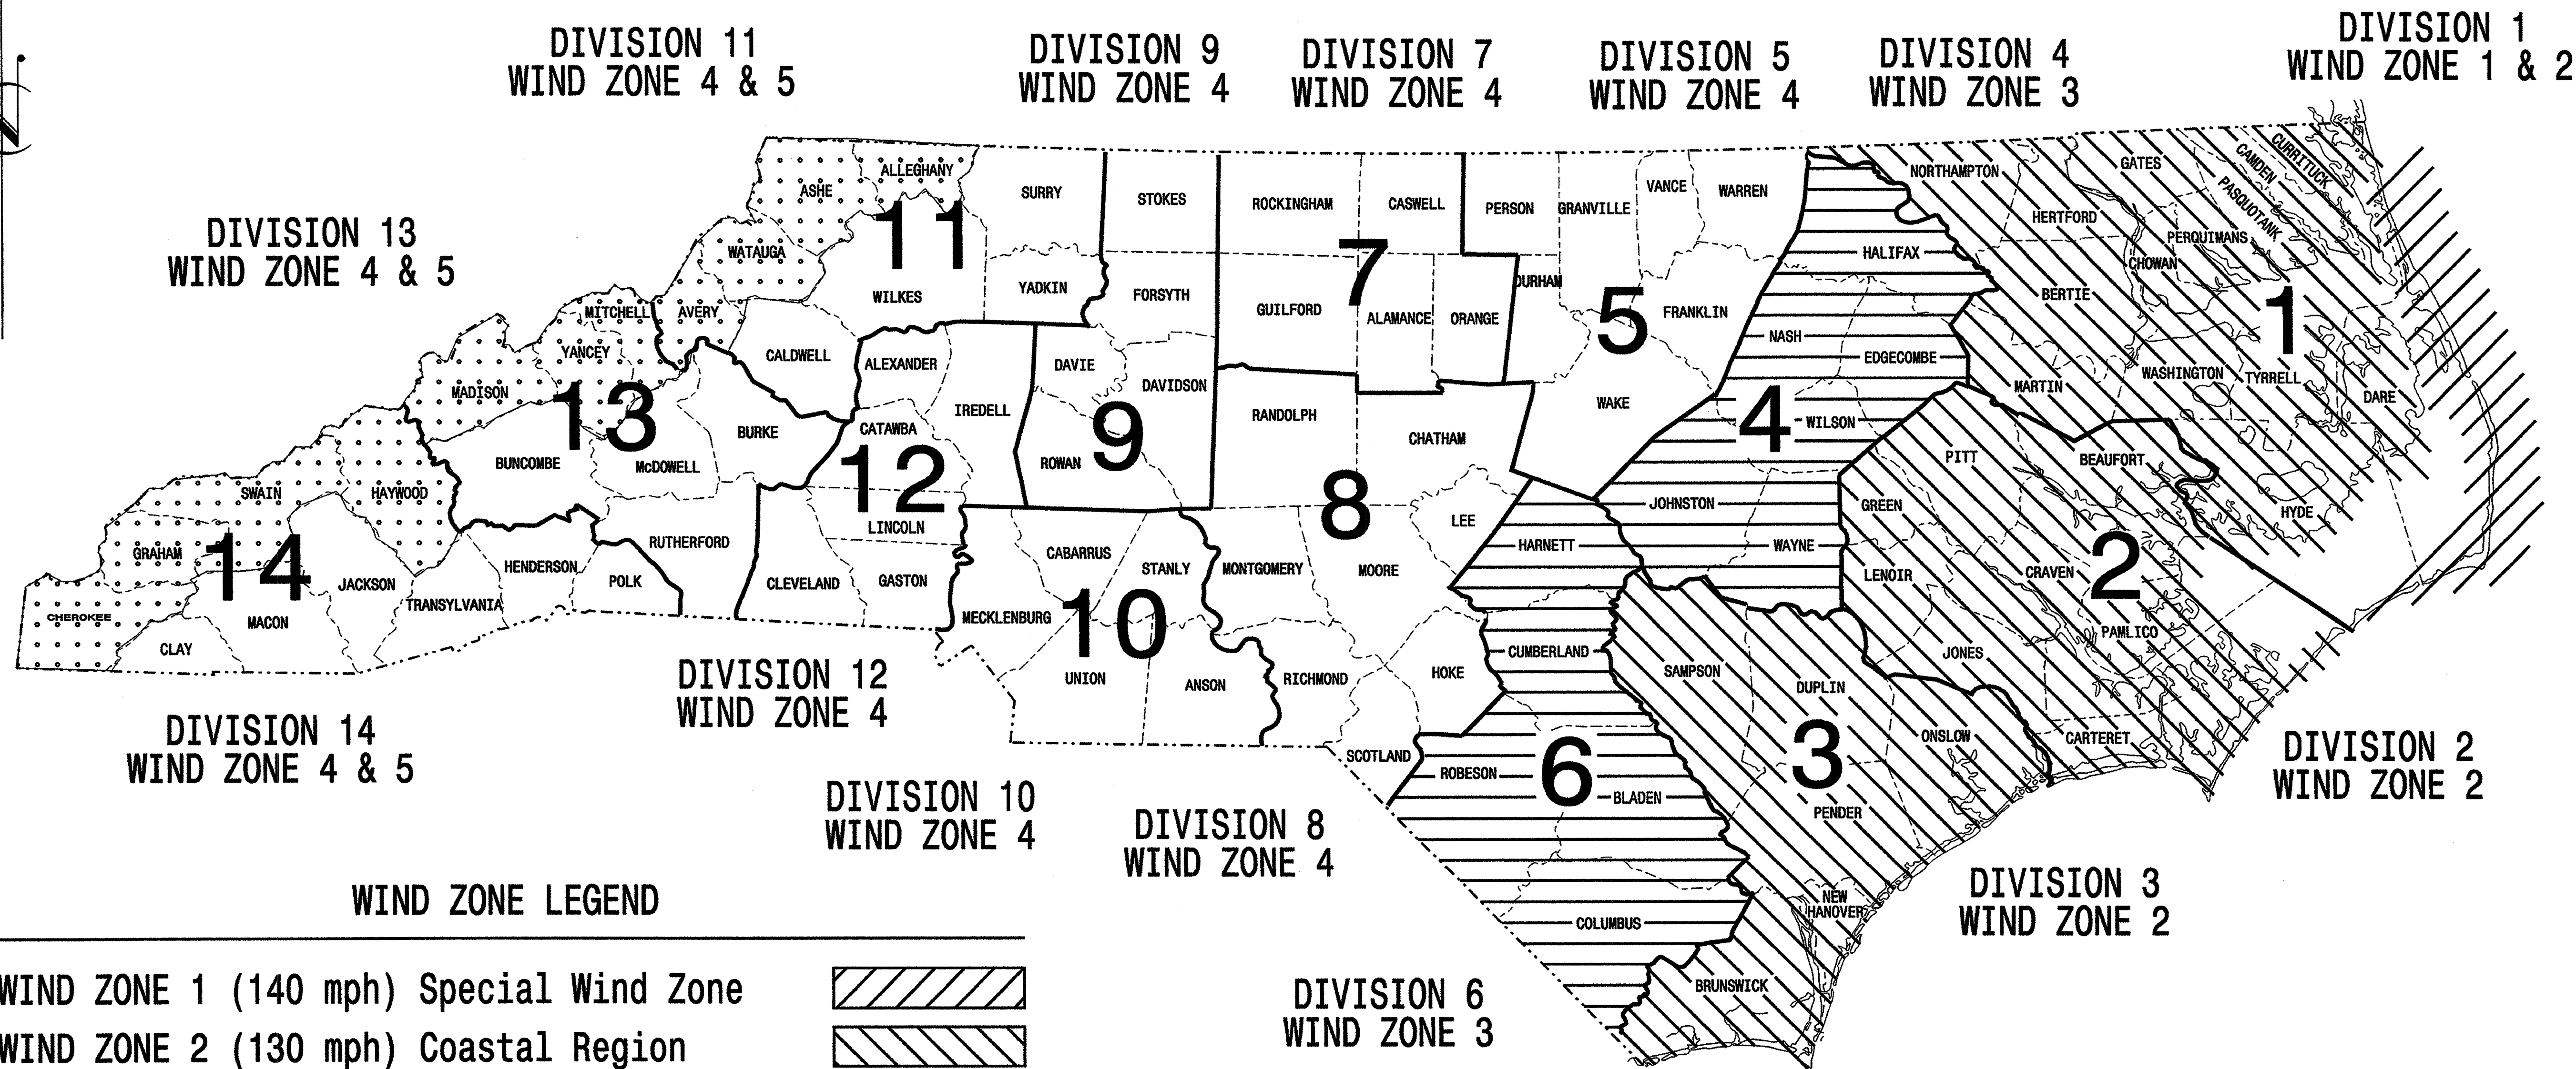 DIVISION 11
WIND ZONE 4 & 5
DIVISION 9
WIND ZONE 4
DIVISION 7
WIND ZONE 4
DIVISION 5
WIND ZONE 4
DIVISION 4
WIND ZONE 3
DIVISION 1
WIND ZONE 1 & 2
DIVISION 13
WIND ZONE 4 & 5
ASHE
ALLEGHANY
11
WATAUGA
WILKES
SURRY
YADKIN
STOKES
FORSYTH
ROCKINGHAM
CASWELL
7
GUILFORD
ALAMANCE
ORANGE
PERSON
GRANVILLE
VANCE
WARREN
DURHAM
5
FRANKLIN
WAKE
HALIFAX
NASH
EDGECOMBE
4
WILSON
JOHNSTON
WAYNE
NORTHAMPTON
GATES
CAMDEN
CURRITUCK
PASQUOTANK
HERTFORD
PERQUIMANS
CHOWAN
BERTIE
1
MARTIN
WASHINGTON
TYRRELL
DARE
HYDE
MITCHELL
AVERY
YANCEY
CALDWELL
MADISON
13
BUNCOMBE
McDOWELL
BURKE
RUTHERFORD
ALEXANDER
IREDELL
CATAWBA
12
LINCOLN
CLEVELAND
GASTON
DAVIE
DAVIDSON
9
ROWAN
RANDOLPH
CHATHAM
8
LEE
MONTGOMERY
MOORE
RICHMOND
HOKE
SCOTLAND
SWAIN
HAYWOOD
GRAHAM
14
JACKSON
HENDERSON
POLK
TRANSYLVANIA
CHEROKEE
MACON
CLAY
CABARRUS
STANLY
MECKLENBURG
10
UNION
ANSON
HARNETT
CUMBERLAND
ROBESON
6
BLADEN
COLUMBUS
PITT
BEAUFORT
GREEN
LENOIR
CRAVEN
2
PAMLICO
JONES
CARTERET
SAMPSON
DUPLIN
3
ONSLOW
PENDER
NEW
HANOVER
BRUNSWICK
DIVISION 14
WIND ZONE 4 & 5
DIVISION 12
WIND ZONE 4
DIVISION 10
WIND ZONE 4
DIVISION 8
WIND ZONE 4
DIVISION 2
WIND ZONE 2
DIVISION 3
WIND ZONE 2
DIVISION 6
WIND ZONE 3
WIND ZONE LEGEND
WIND ZONE 1 (140 mph) Special Wind Zone
WIND ZONE 2 (130 mph) Coastal Region